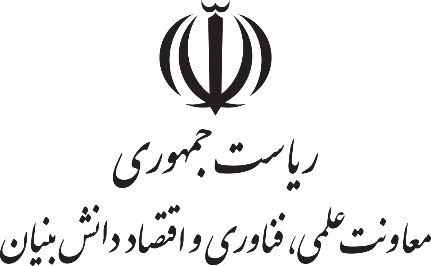 ریاست جمهوری
معاونت علمی، فناوری و اقتصاد دانش بنیان